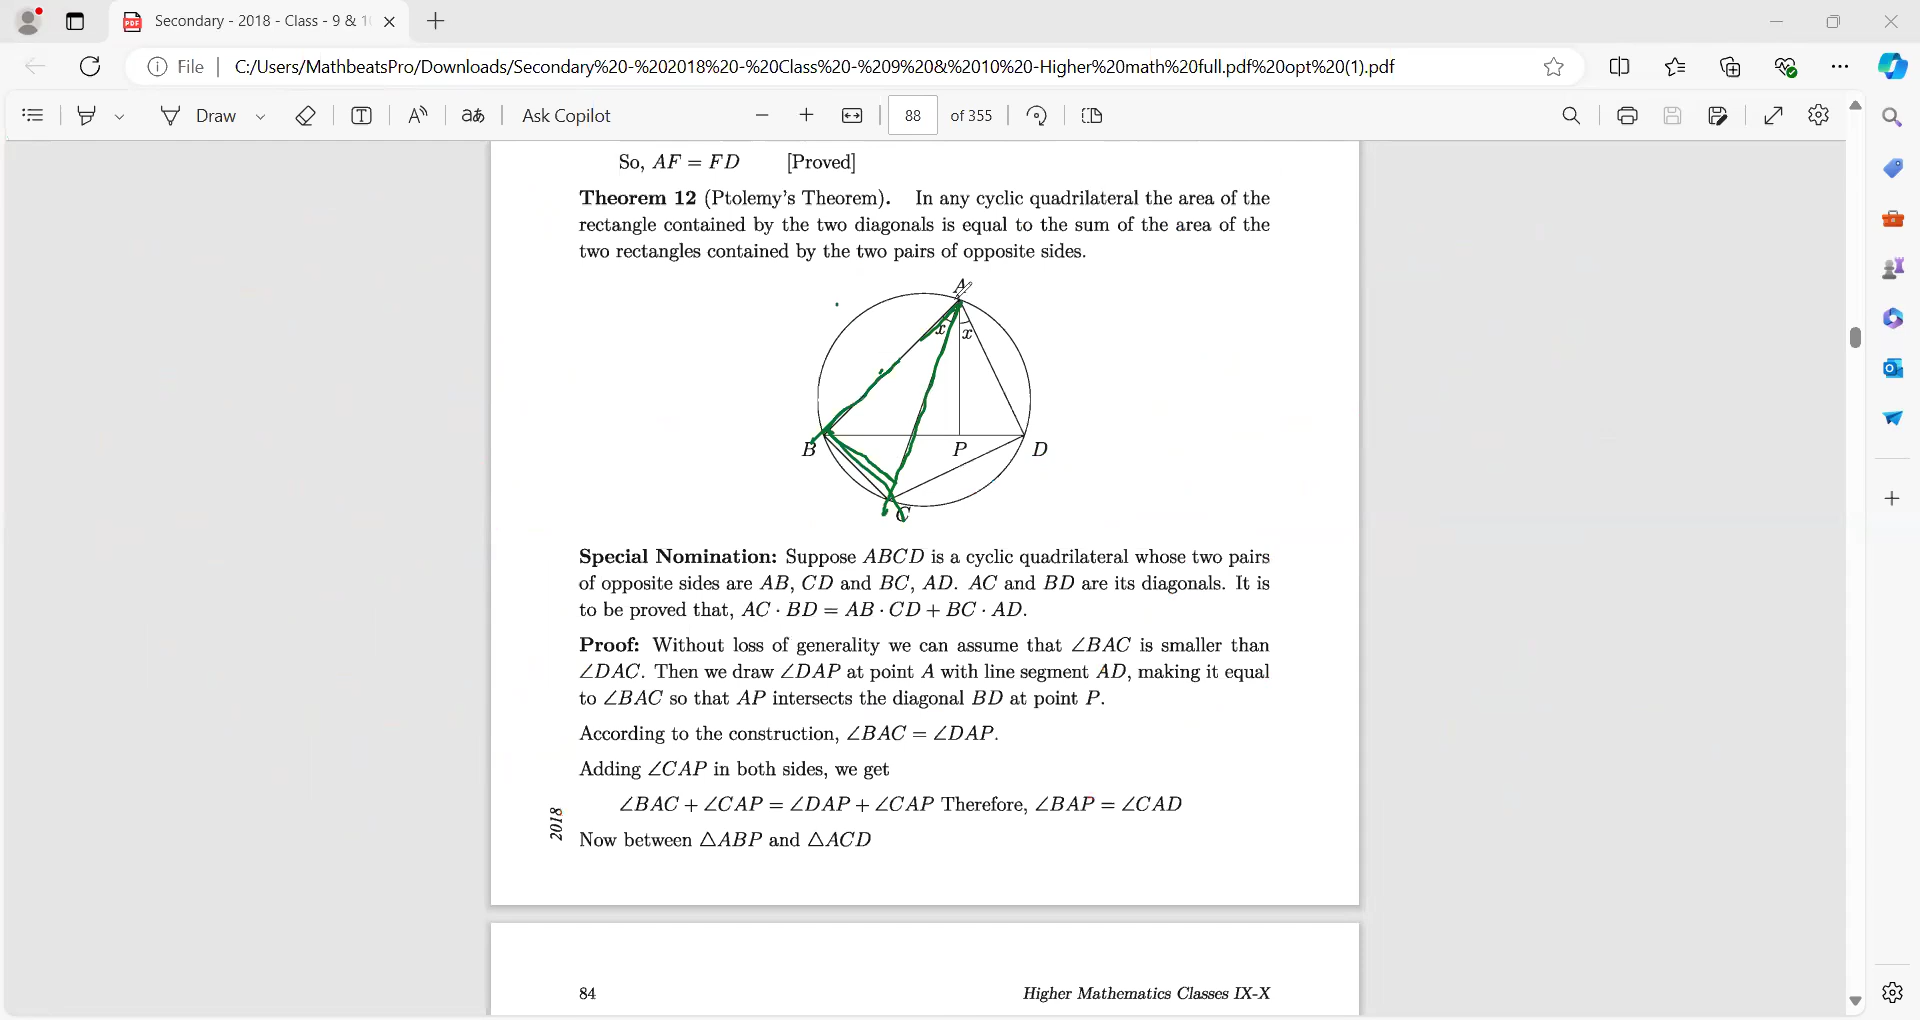 Secondary - 2018 - Class - 9 & 1
File
C:/Users/MathbeatsPro/Downloads/Secondary%20-%202018%20-%20Class%20-%209%20&%2010%20-Higher%20math%20full.pdf%20opt%20(1).pdf
Draw
Ask Copilot
88 of 355
So, AF = FD [Proved]
Theorem 12 (Ptolemy's Theorem). In any cyclic quadrilateral the area of the
rectangle contained by the two diagonals is equal to the sum of the area of the
two rectangles contained by the two pairs of opposite sides.
A
x x
B P D
C
Special Nomination: Suppose ABCD is a cyclic quadrilateral whose two pairs
of opposite sides are AB, CD and BC, AD. AC and BD are its diagonals. It is
to be proved that, AC · BD = AB · CD + BC · AD.
Proof: Without loss of generality we can assume that ∠BAC is smaller than
∠DAC. Then we draw ∠DAP at point A with line segment AD, making it equal
to ∠BAC so that AP intersects the diagonal BD at point P.
According to the construction, ∠BAC = ∠DAP.
Adding ∠CAP in both sides, we get
∠BAC + ∠CAP = ∠DAP + ∠CAP Therefore, ∠BAP = ∠CAD
2018
Now between △ABP and △ACD
84 Higher Mathematics Classes IX-X